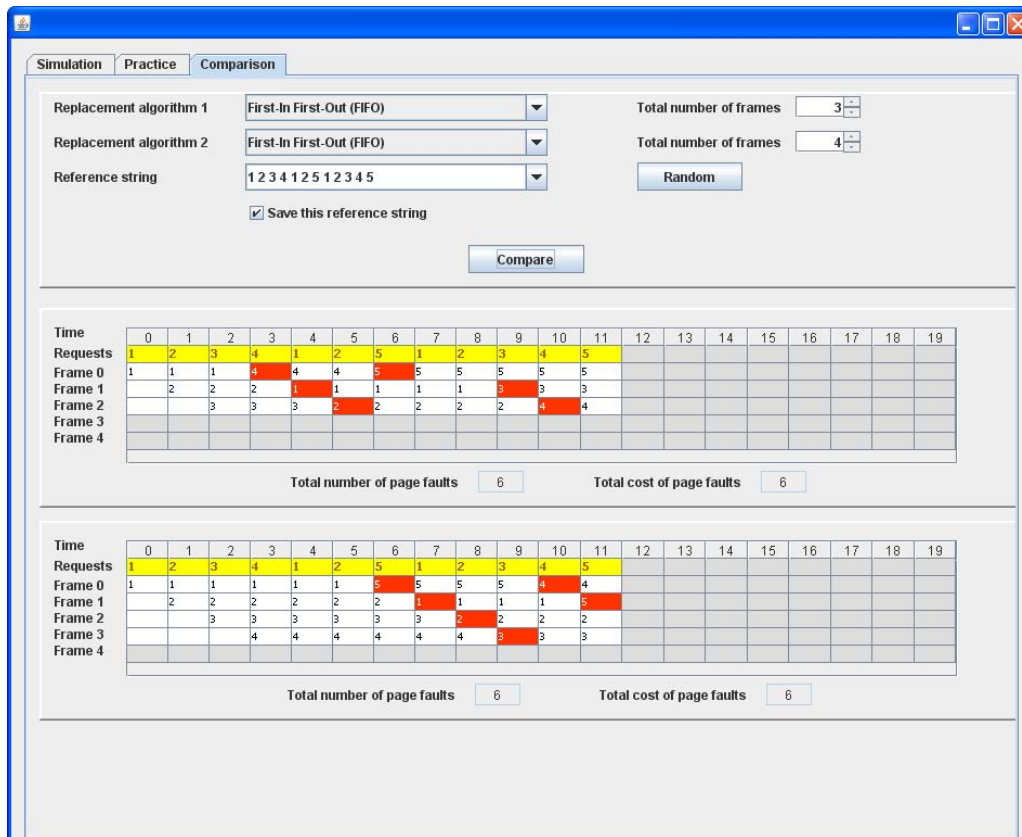 Simulation Practice Comparison
Replacement algorithm 1 First-In First-Out (FIFO) Total number of frames 3
Replacement algorithm 2 First-In First-Out (FIFO) Total number of frames 4
Reference string 1 2 3 4 1 2 5 1 2 3 4 5 Random
Save this reference string
Compare
Time 0 1 2 3 4 5 6 7 8 9 10 11 12 13 14 15 16 17 18 19
Requests 1 2 3 4 1 2 5 1 2 3 4 5
Frame 0 1 1 1 4 4 4 5 5 5 5 5 5
Frame 1 2 2 2 1 1 1 1 1 3 3 3
Frame 2 3 3 3 2 2 2 2 2 4 4
Frame 3
Frame 4
Total number of page faults 6 Total cost of page faults 6
Time 0 1 2 3 4 5 6 7 8 9 10 11 12 13 14 15 16 17 18 19
Requests 1 2 3 4 1 2 5 1 2 3 4 5
Frame 0 1 1 1 1 1 1 5 5 5 5 4 4
Frame 1 2 2 2 2 2 2 1 1 1 1 5
Frame 2 3 3 3 3 3 3 2 2 2 2
Frame 3 4 4 4 4 4 4 3 3 3
Frame 4
Total number of page faults 6 Total cost of page faults 6